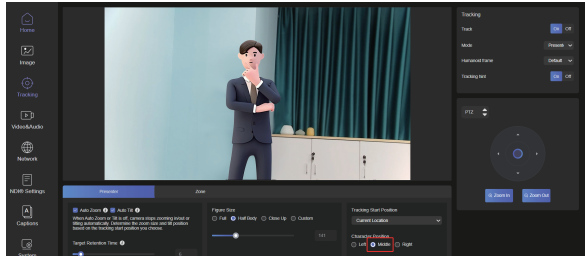 Home
Image
Tracking
Video&Audio
Network
NDI® Settings
Captions
System
Presenter
Zone
Auto Zoom
Auto Tilt
When Auto Zoom or Tilt is off, camera stops zooming in/out or
tilting automatically. Determine the zoom size and tilt position
based on the tracking start position you choose.
Target Retention Time
Figure Size
Full
Half Body
Close Up
Custom
Tracking Start Position
Current Location
Character Position
Left
Middle
Right
Tracking
Track
On Off
Mode
Humanoid frame
Default
Tracking hint
On Off
PTZ
Zoom In
Zoom Out